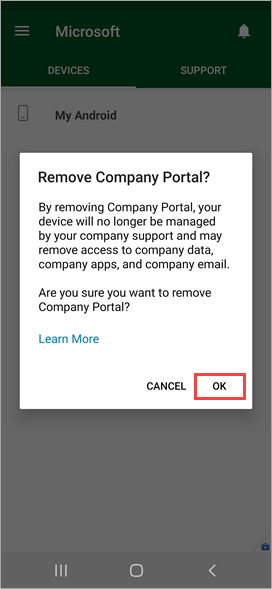 Microsoft
DEVICES SUPPORT
My Android
Remove Company Portal?
By removing Company Portal, your
device will no longer be managed
by your company support and may
remove access to company data,
company apps, and company email.
Are you sure you want to remove
Company Portal?
Learn More
CANCEL OK